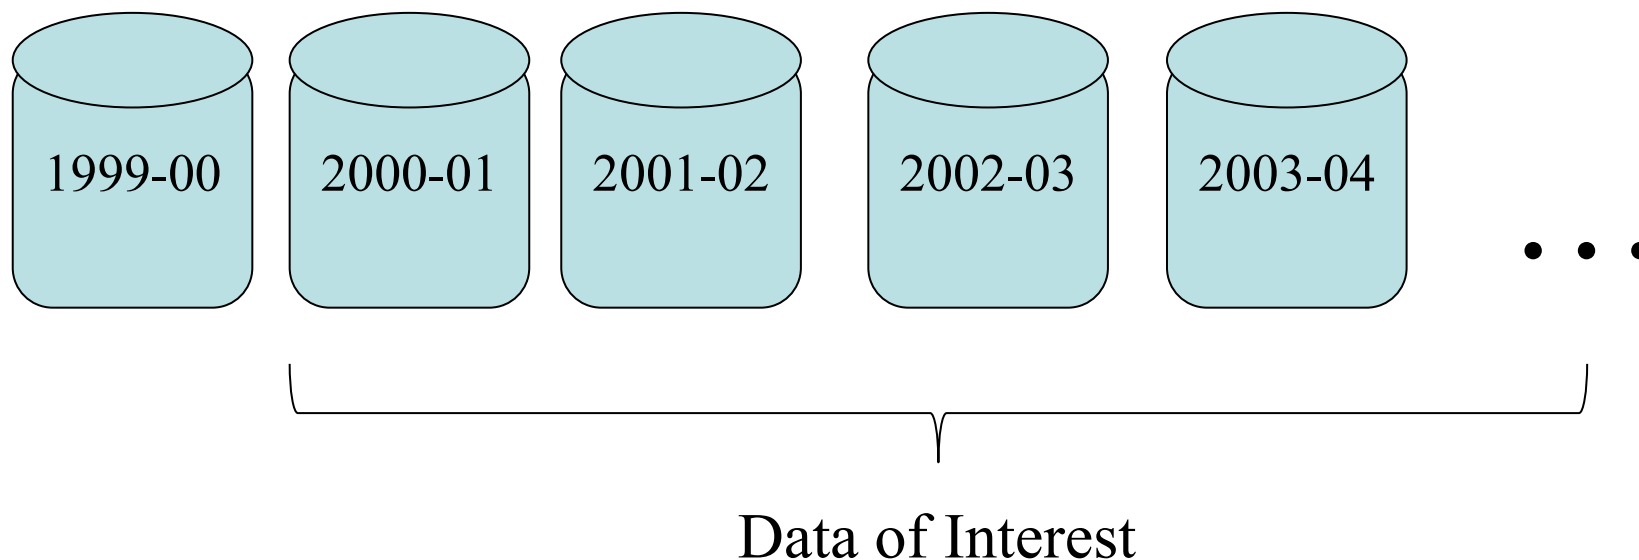 1999-00
2000-01
2001-02
2002-03
2003-04
. . .
Data of Interest